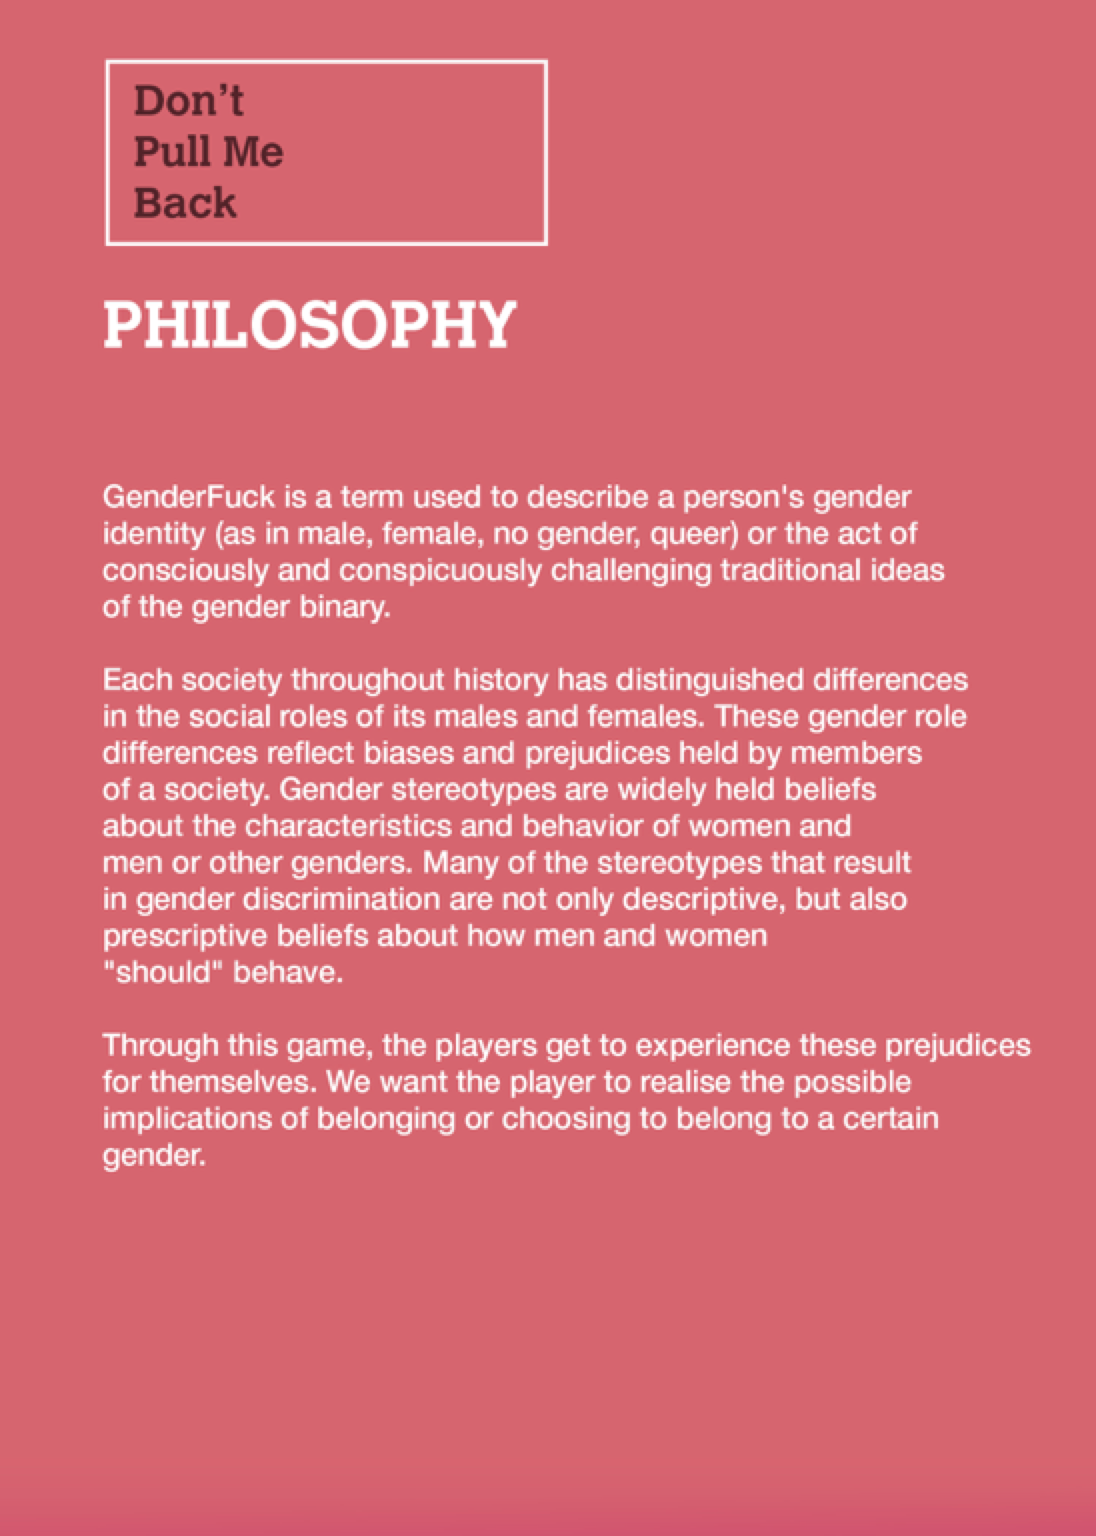 Don’t
Pull Me
Back
PHILOSOPHY
GenderFuck is a term used to describe a person's gender
identity (as in male, female, no gender, queer) or the act of
consciously and conspicuously challenging traditional ideas
of the gender binary.
Each society throughout history has distinguished differences
in the social roles of its males and females. These gender role
differences reflect biases and prejudices held by members
of a society. Gender stereotypes are widely held beliefs
about the characteristics and behavior of women and
men or other genders. Many of the stereotypes that result
in gender discrimination are not only descriptive, but also
prescriptive beliefs about how men and women
"should" behave.
Through this game, the players get to experience these prejudices
for themselves. We want the player to realise the possible
implications of belonging or choosing to belong to a certain
gender.